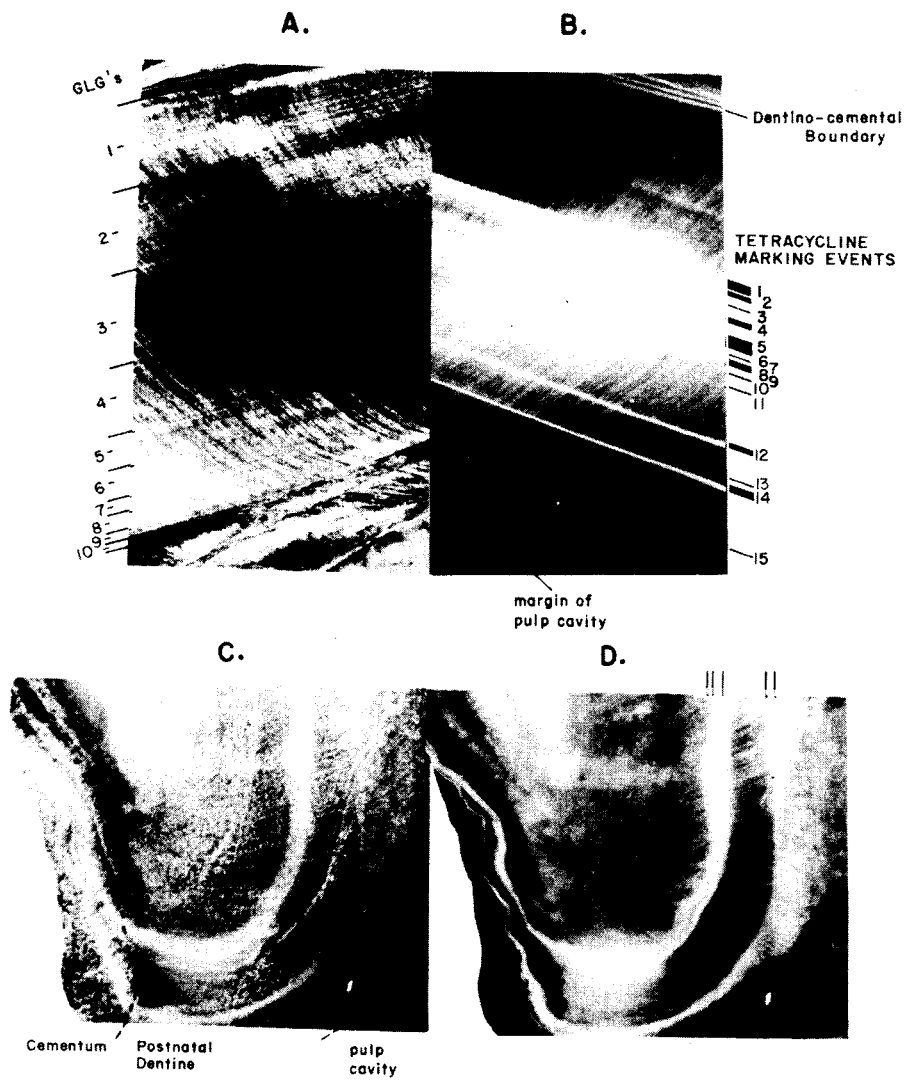 A.
B.
GLG's
1
2
3
4
5
6
7
8
9
10
Dentino-cemental
Boundary
TETRACYCLINE
MARKING EVENTS
1
2
3
4
5
6
7
8
9
10
11
12
13
14
15
margin of
pulp cavity
C.
D.
Cementum
Postnatal
Dentine
pulp
cavity